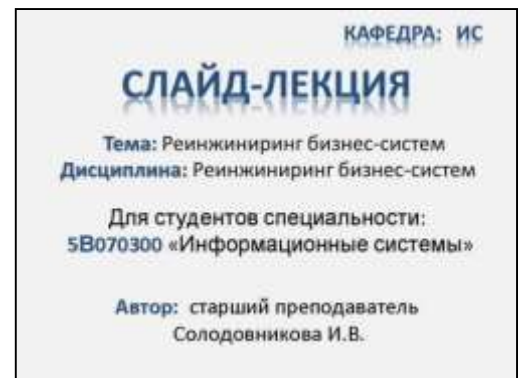 КАФЕДРА: ИС
СЛАЙД-ЛЕКЦИЯ
Тема: Реинжиниринг бизнес-систем
Дисциплина: Реинжиниринг бизнес-систем
Для студентов специальности:
5В070300 «Информационные системы»
Автор: старший преподаватель
Солодовникова И.В.